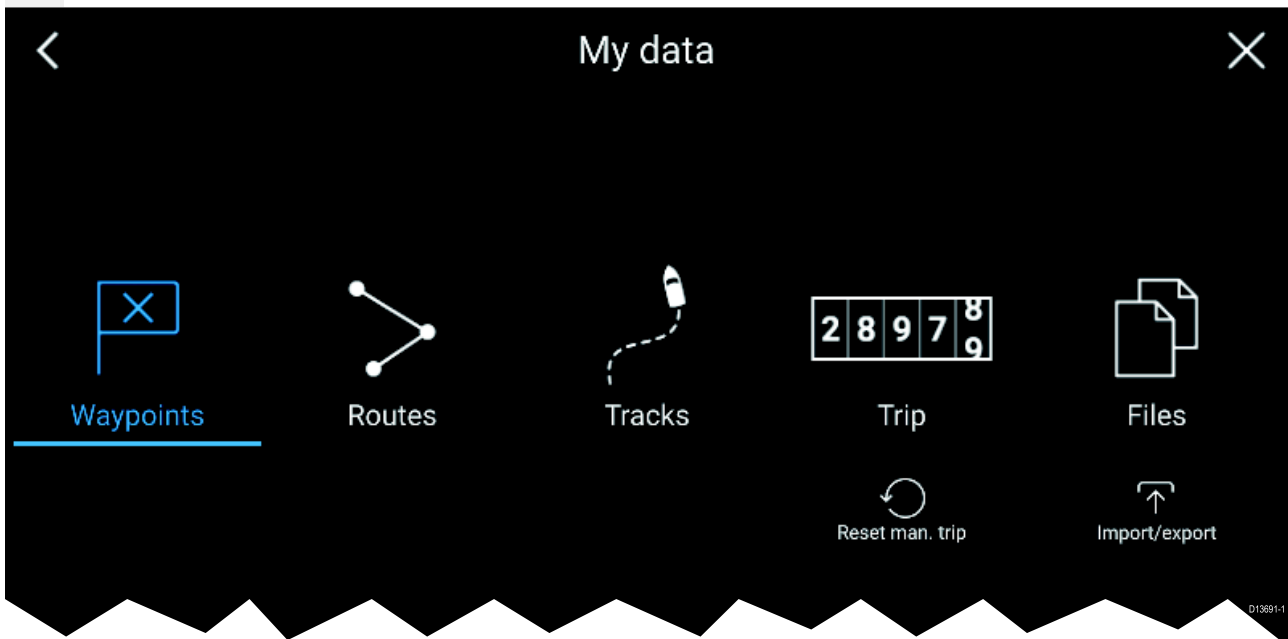 My data
2 8 9 7 8
9
Waypoints
Routes
Tracks
Trip
Files
Reset man. trip
Import/export
D13691-1